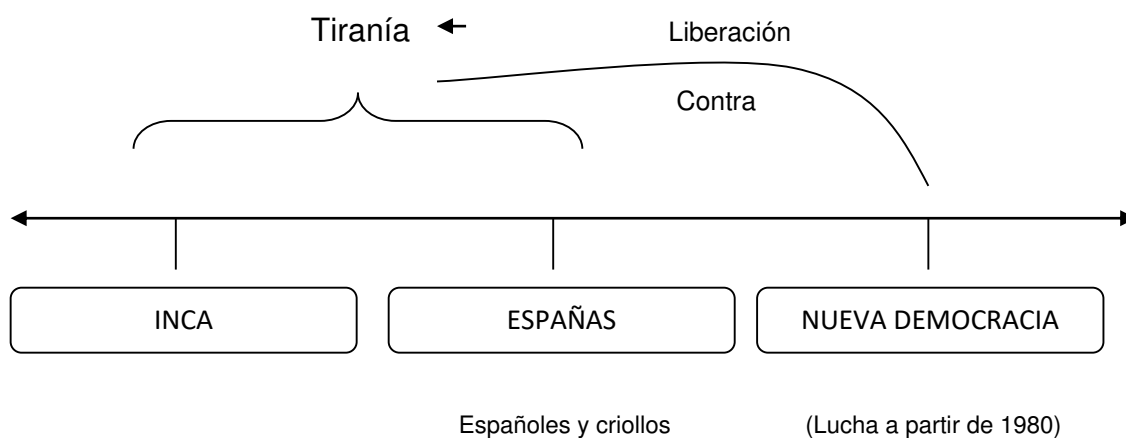 Tiranía
Liberación
Contra
INCA
ESPAÑAS
NUEVA DEMOCRACIA
Españoles y criollos
(Lucha a partir de 1980)